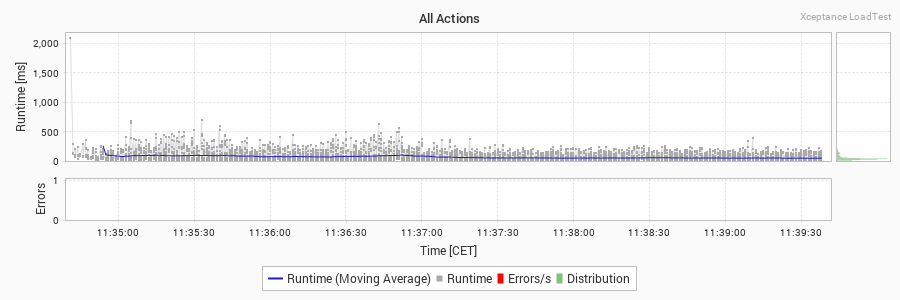 All Actions
Xceptance LoadTest
Runtime [ms]
2,000
1,500
1,000
500
0
Errors
1
0
11:35:00 11:35:30 11:36:00 11:36:30 11:37:00 11:37:30 11:38:00 11:38:30 11:39:00 11:39:30
Time [CET]
Runtime (Moving Average) Runtime Errors/s Distribution